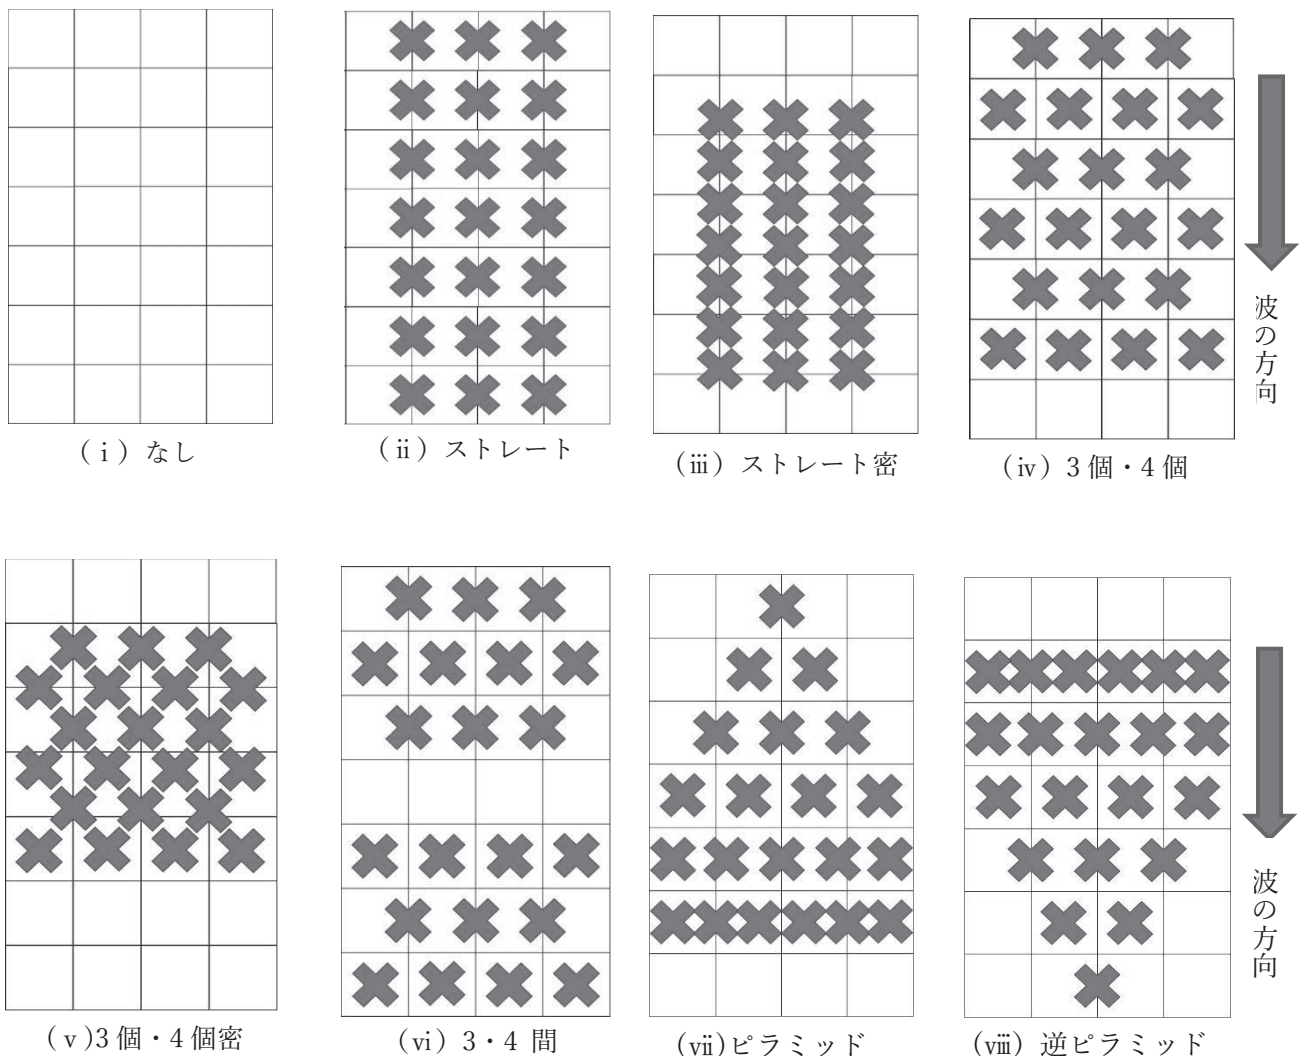 (ⅰ) なし
(ⅱ) ストレート
(ⅲ) ストレート密
(ⅳ) 3個・4個
波の方向
(ⅴ)3個・4個密
(ⅵ) 3・4 間
(ⅶ)ピラミッド
(ⅷ) 逆ピラミッド
波の方向